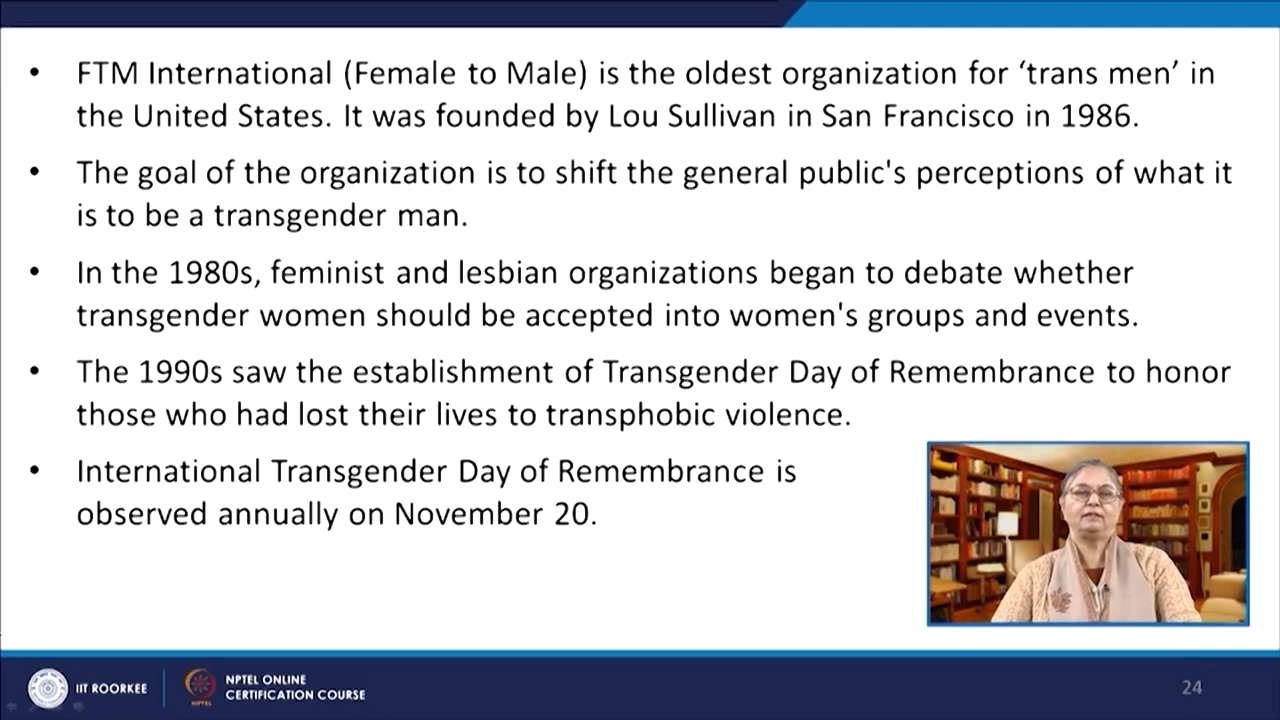 • FTM International (Female to Male) is the oldest organization for ‘trans men’ in
the United States. It was founded by Lou Sullivan in San Francisco in 1986.
• The goal of the organization is to shift the general public's perceptions of what it
is to be a transgender man.
• In the 1980s, feminist and lesbian organizations began to debate whether
transgender women should be accepted into women's groups and events.
• The 1990s saw the establishment of Transgender Day of Remembrance to honor
those who had lost their lives to transphobic violence.
• International Transgender Day of Remembrance is
observed annually on November 20.
IIT ROORKEE
NPTEL
NPTEL ONLINE
CERTIFICATION COURSE
24